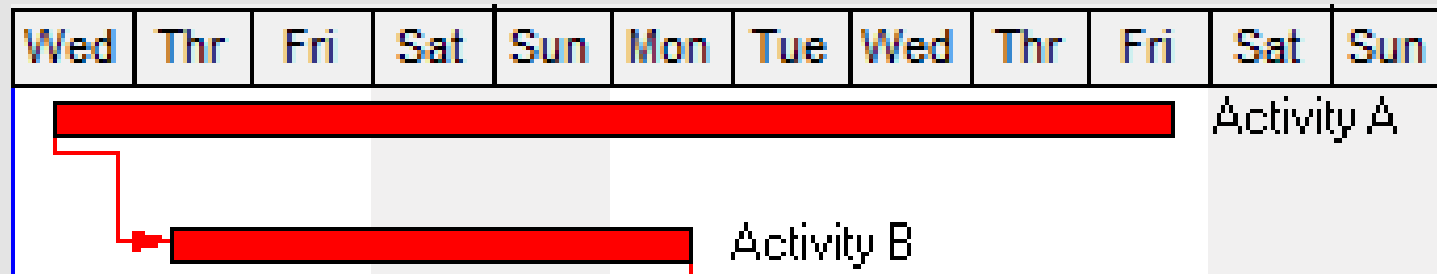 Wed Thr Fri Sat Sun Mon Tue Wed Thr Fri Sat Sun
Activity A
Activity B